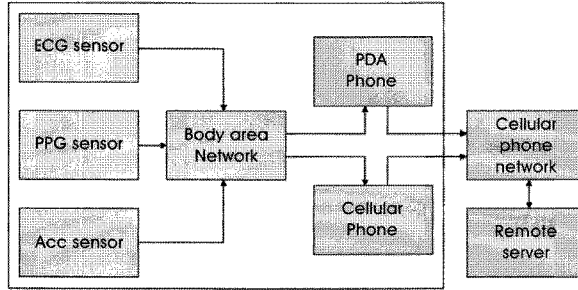 ECG sensor
PPG sensor
Acc sensor
Body area
Network
PDA
Phone
Cellular
Phone
Cellular
phone
network
Remote
server